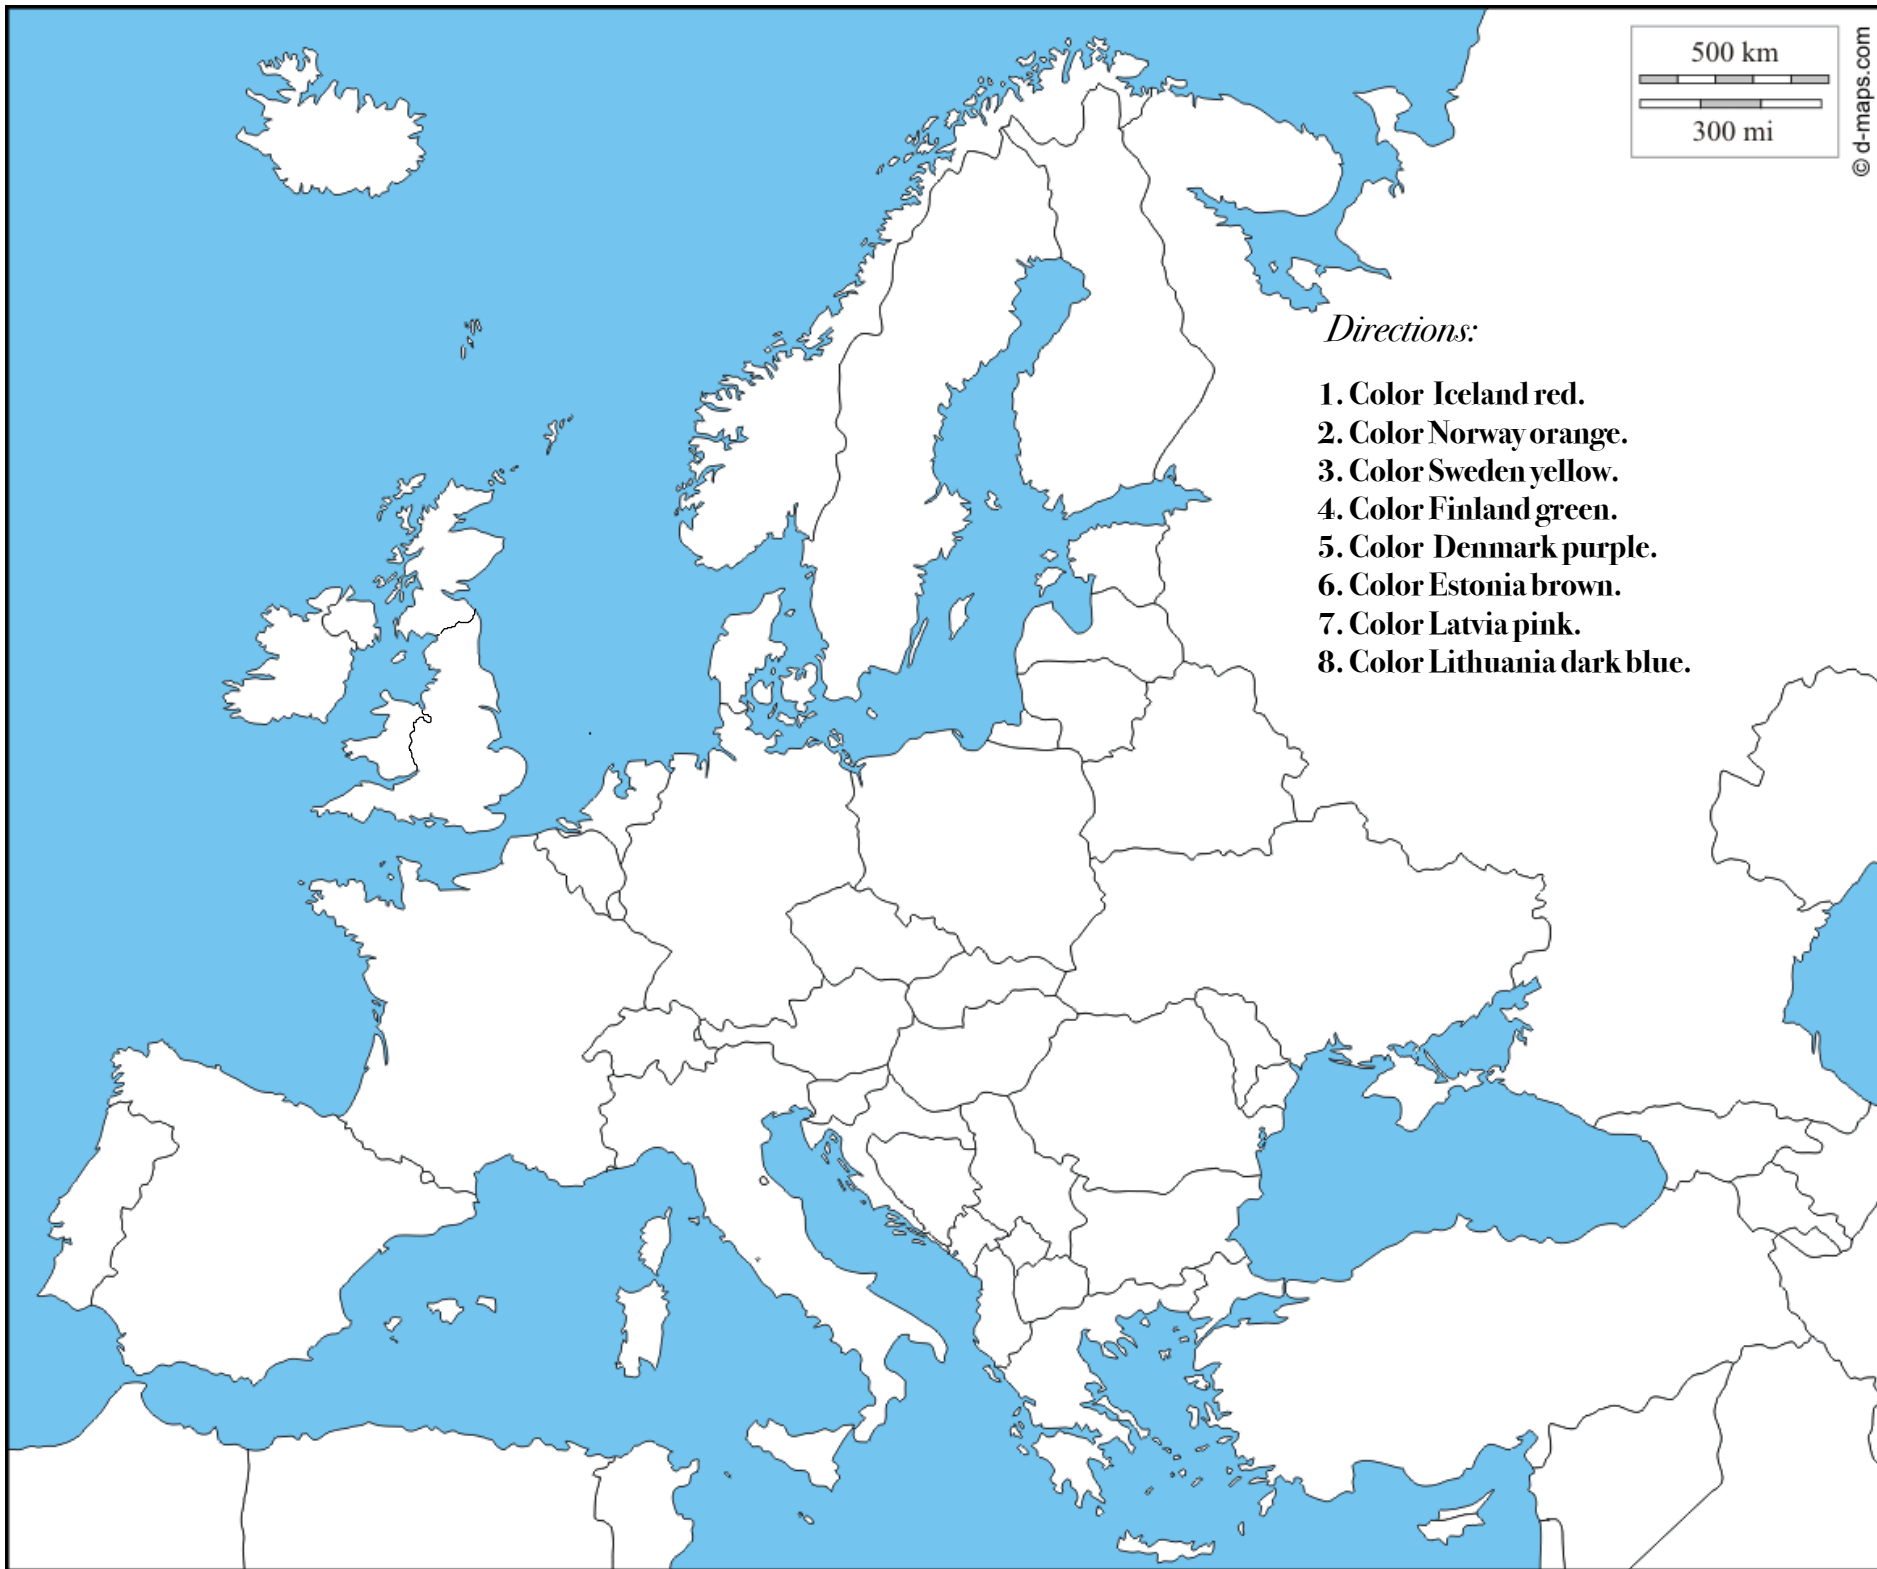 500 km
300 mi
© d-maps.com
Directions:
1. Color Iceland red.
2. Color Norway orange.
3. Color Sweden yellow.
4. Color Finland green.
5. Color Denmark purple.
6. Color Estonia brown.
7. Color Latvia pink.
8. Color Lithuania dark blue.